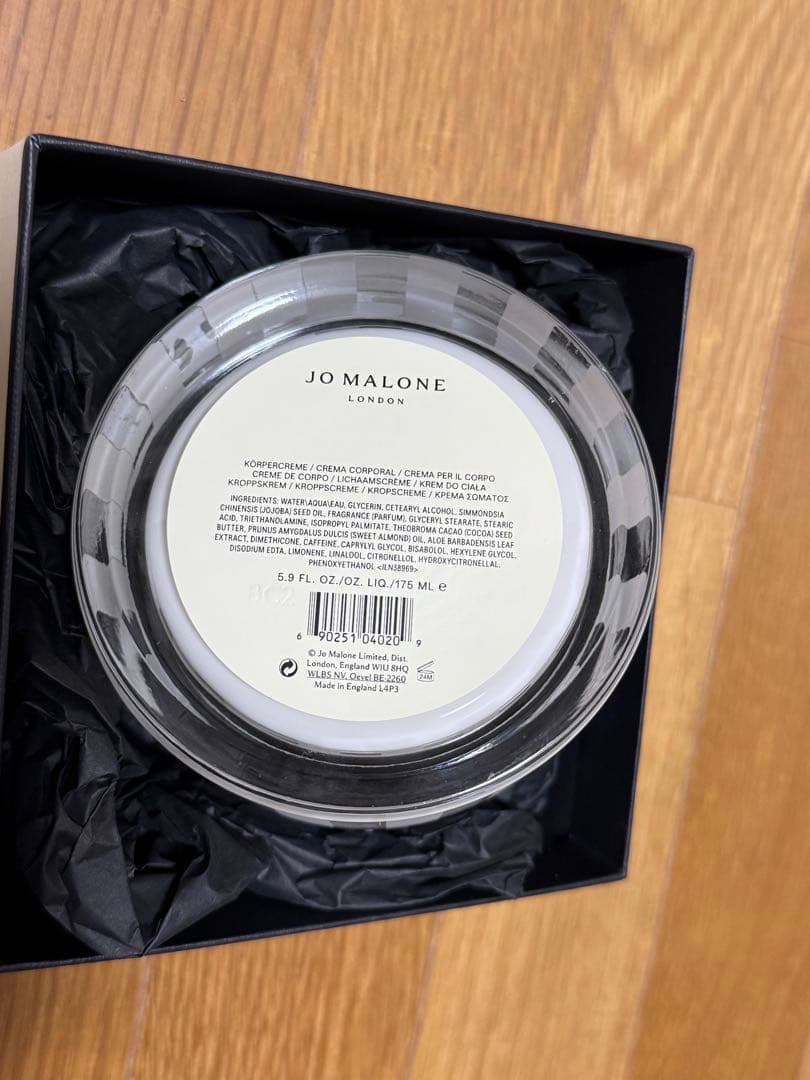 JO MALONE
LONDON
KÖRPERCREME / CREMA CORPORAL / CREMA PER IL CORPO
CREME DE CORPO / LICHAAMSCRÈME / KREM DO CIAŁA
KROPPSKREM / KROPPSCREME / KROPSCREME / ΚΡΕΜΑ ΣΩΜΑΤΟΣ
INGREDIENTS: WATER\AQUA\EAU, GLYCERIN, CETEARYL ALCOHOL, SIMMONDSIA
CHINENSIS (JOJOBA) SEED OIL, FRAGRANCE (PARFUM), GLYCERYL STEARATE, STEARIC
ACID, TRIETHANOLAMINE, ISOPROPYL PALMITATE, THEOBROMA CACAO (COCOA) SEED
BUTTER, PRUNUS AMYGDALUS DULCIS (SWEET ALMOND) OIL, ALOE BARBADENSIS LEAF
EXTRACT, DIMETHICONE, CAFFEINE, CAPRYLYL GLYCOL, BISABOLOL, HEXYLENE GLYCOL,
DISODIUM EDTA, LIMONENE, LINALOOL, CITRONELLOL, HYDROXYCITRONELLAL,
PHENOXYETHANOL <ILN38969>
5.9 FL. OZ./OZ. LIQ./175 ML ℮
6 90251 04020 9
© Jo Malone Limited, Dist.
London, England W1U 8HQ
WLBS NV. Oevel BE-2260
Made in England L4P3
24M